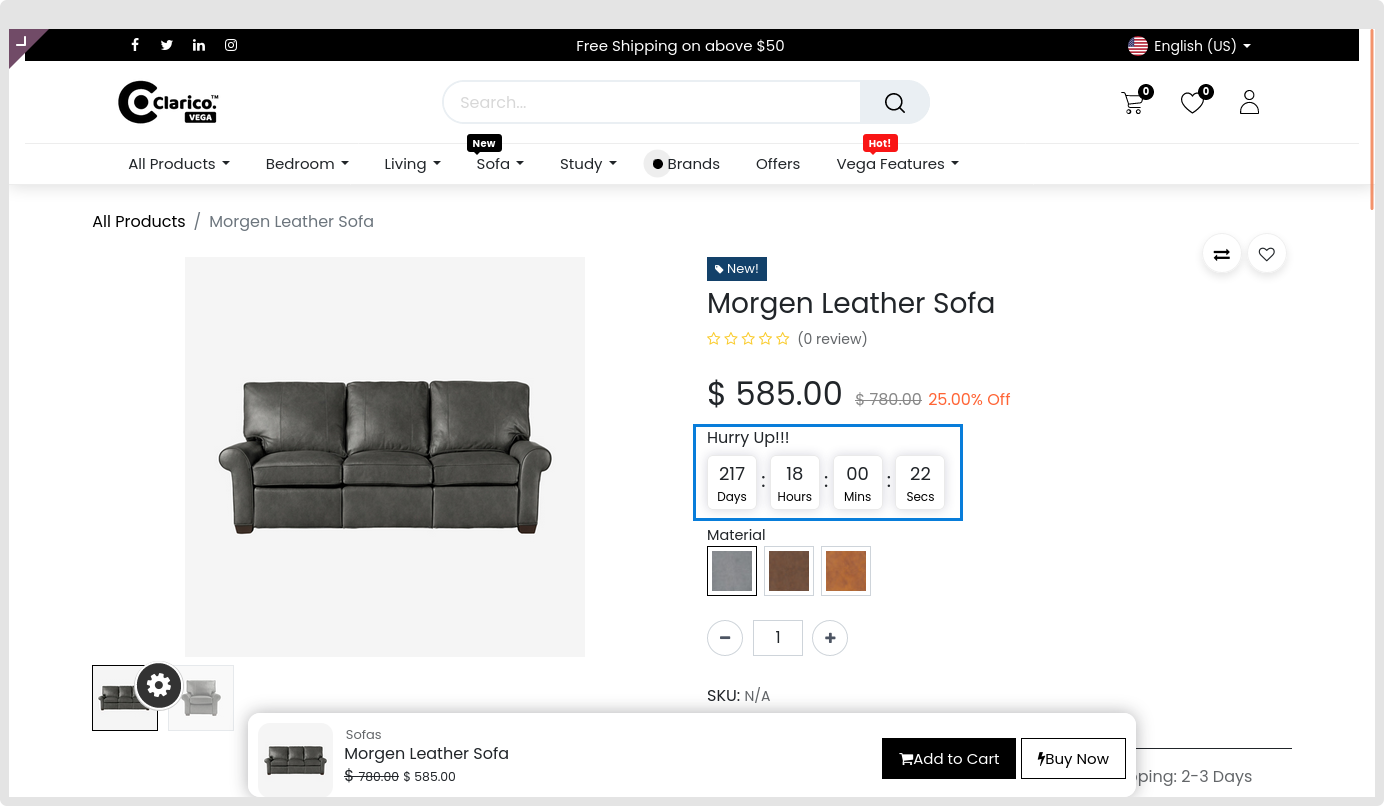 Free Shipping on above $50
English (US)
Clarico.™
VEGA
Search...
0
0
New
Hot!
All Products
Bedroom
Living
Sofa
Study
Brands
Offers
Vega Features
All Products / Morgen Leather Sofa
New!
Morgen Leather Sofa
(0 review)
$ 585.00 $ 780.00 25.00% Off
Hurry Up!!!
217 : 18 : 00 : 22
Days Hours Mins Secs
Material
1
SKU: N/A
Sofas
Morgen Leather Sofa
$ 780.00 $ 585.00
Add to Cart
Buy Now
ping: 2-3 Days